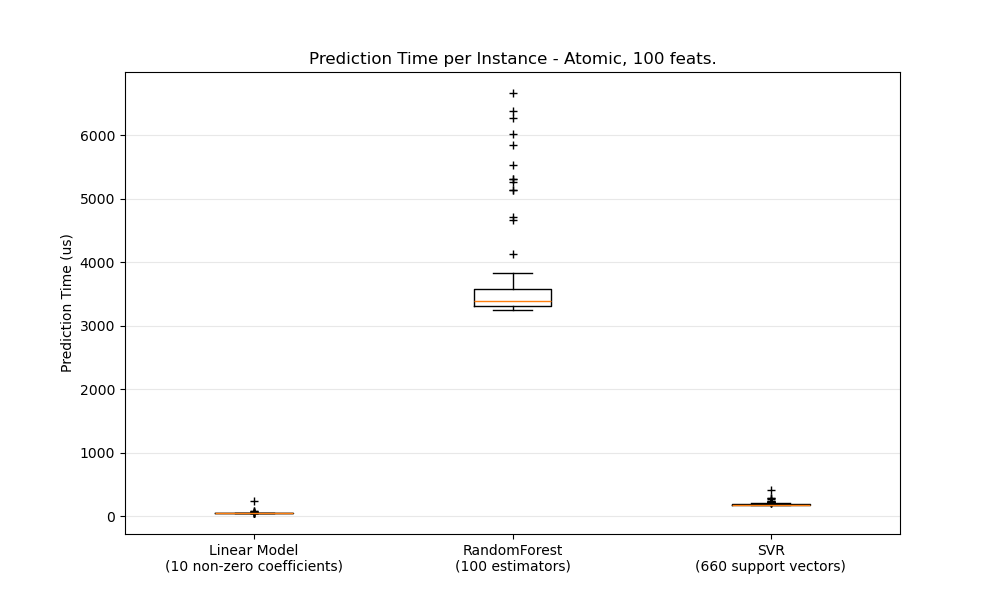 Prediction Time per Instance - Atomic, 100 feats.
Prediction Time (us)
6000
5000
4000
3000
2000
1000
0
Linear Model
(10 non-zero coefficients)
RandomForest
(100 estimators)
SVR
(660 support vectors)